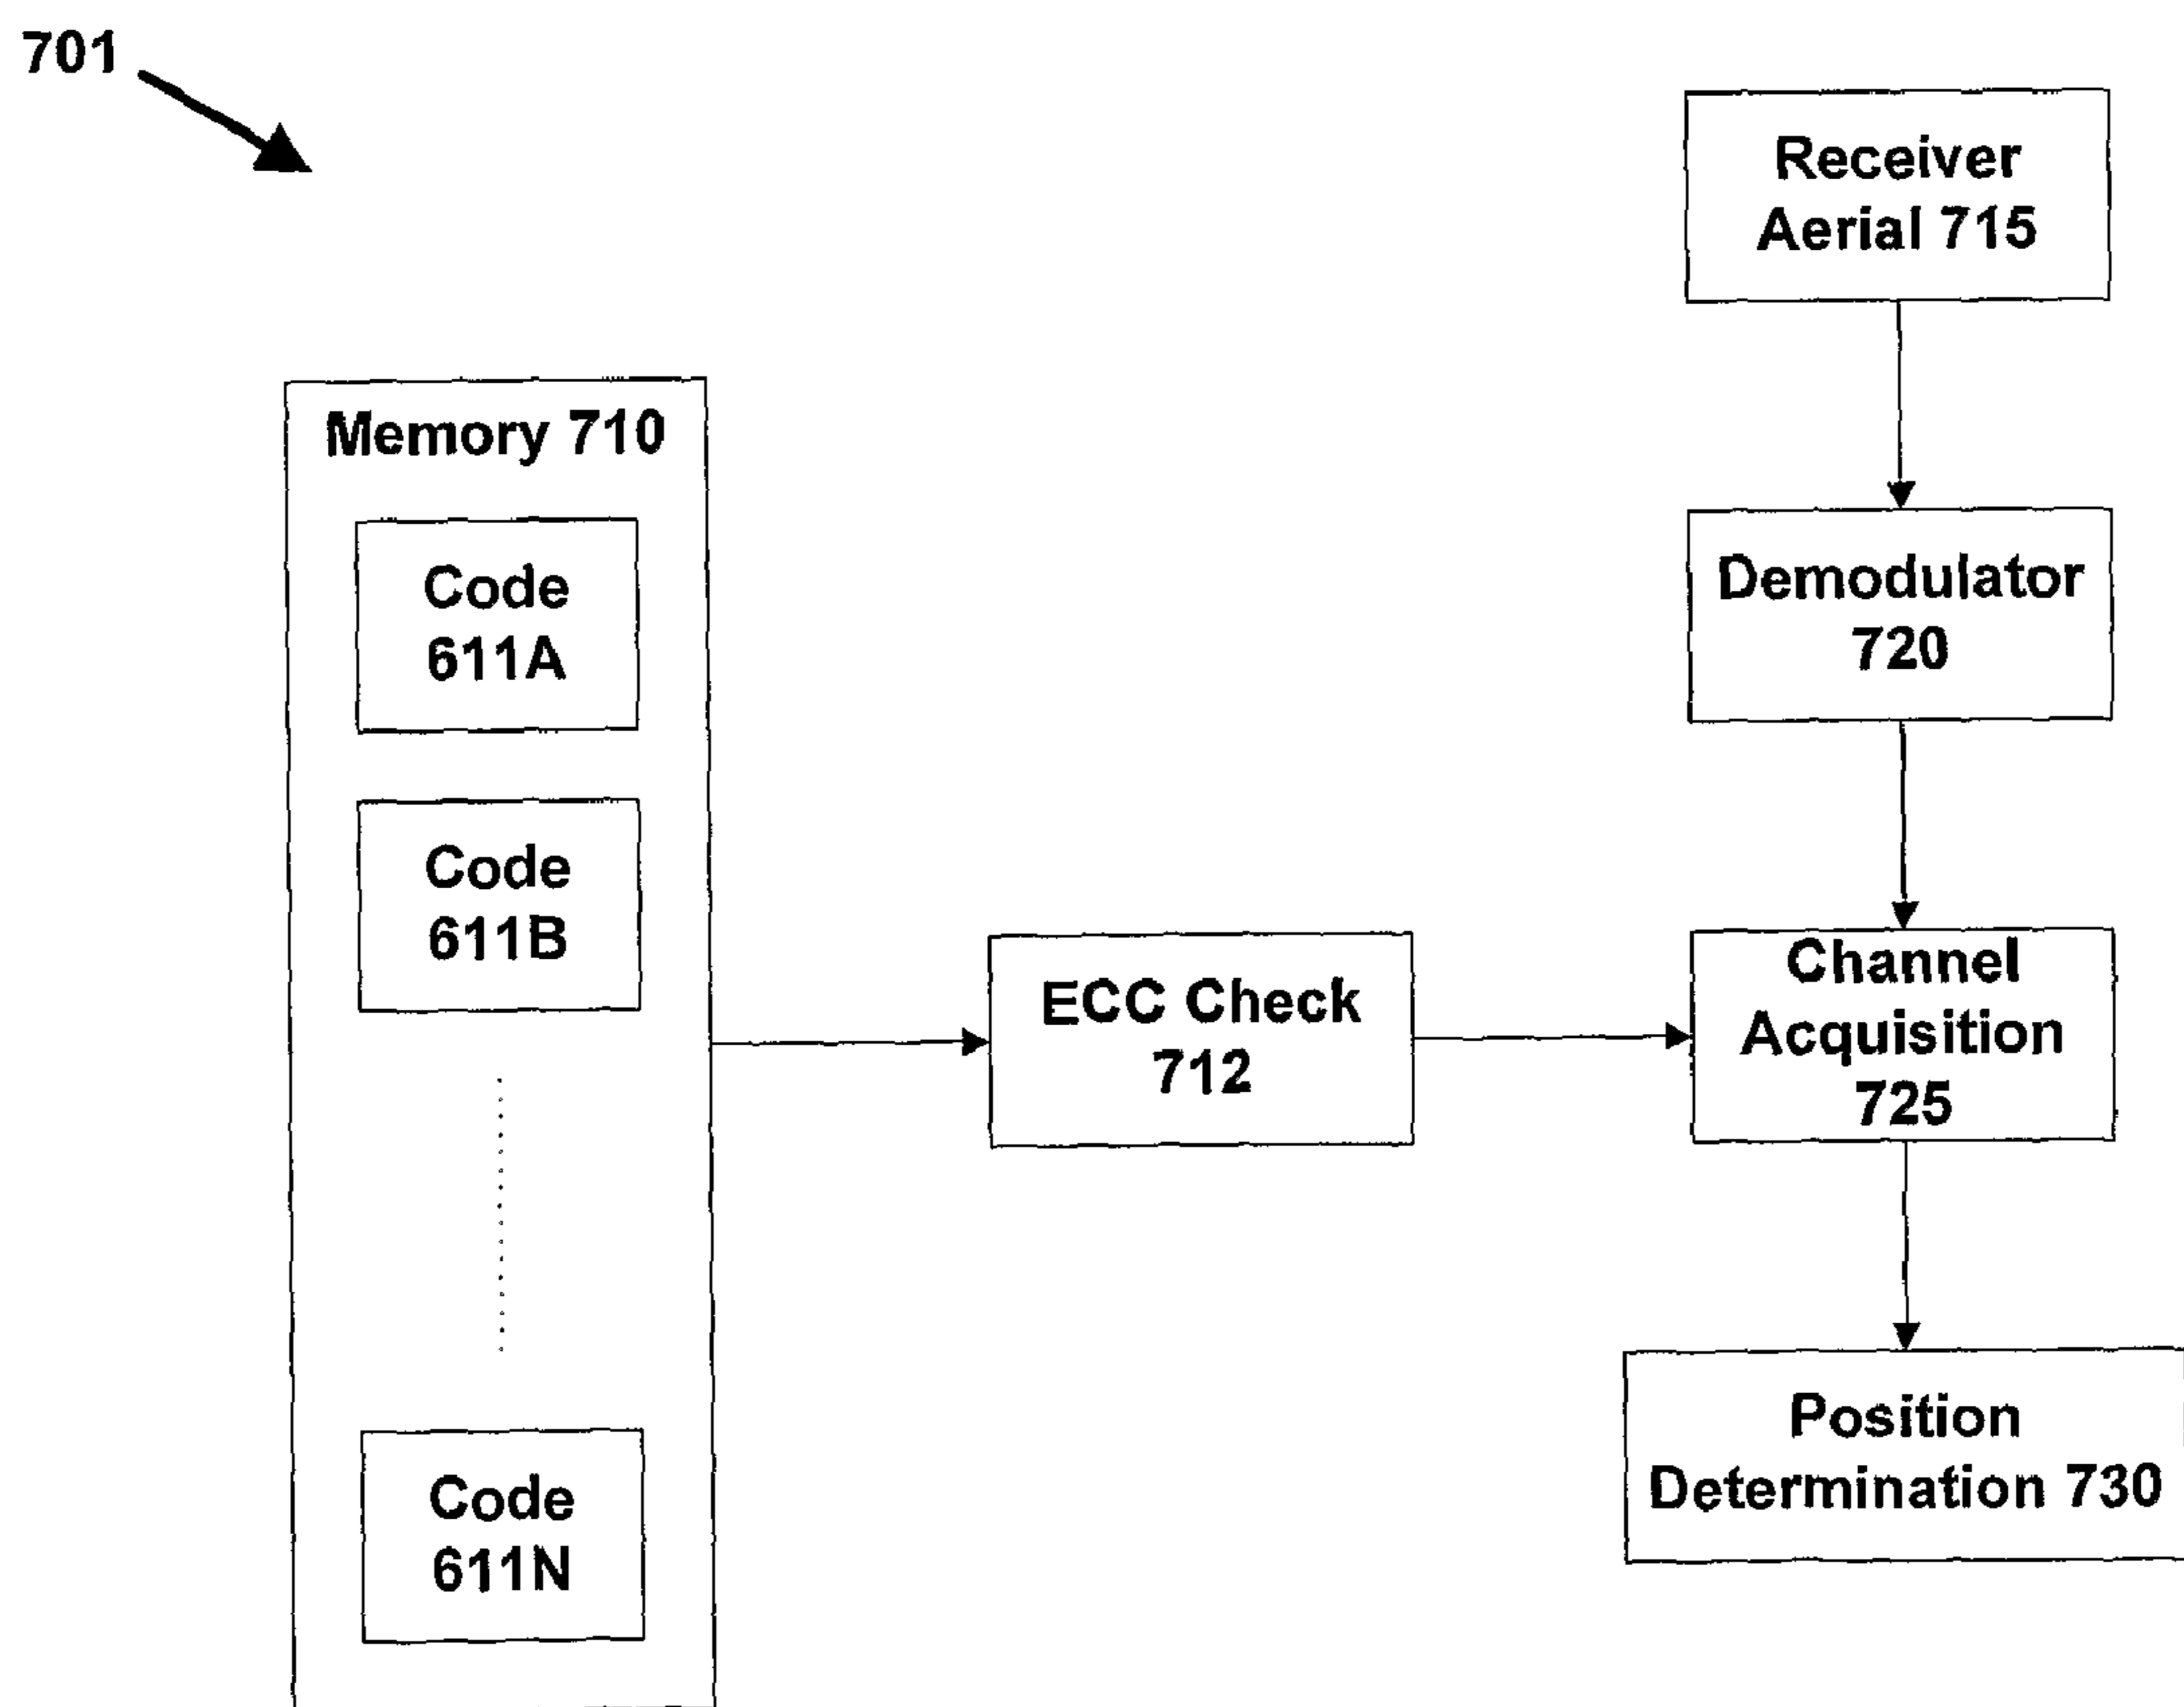 701
Receiver
Aerial 715
Memory 710
Code
611A
Demodulator
720
Code
611B
ECC Check
712
Channel
Acquisition
725
Code
611N
Position
Determination 730